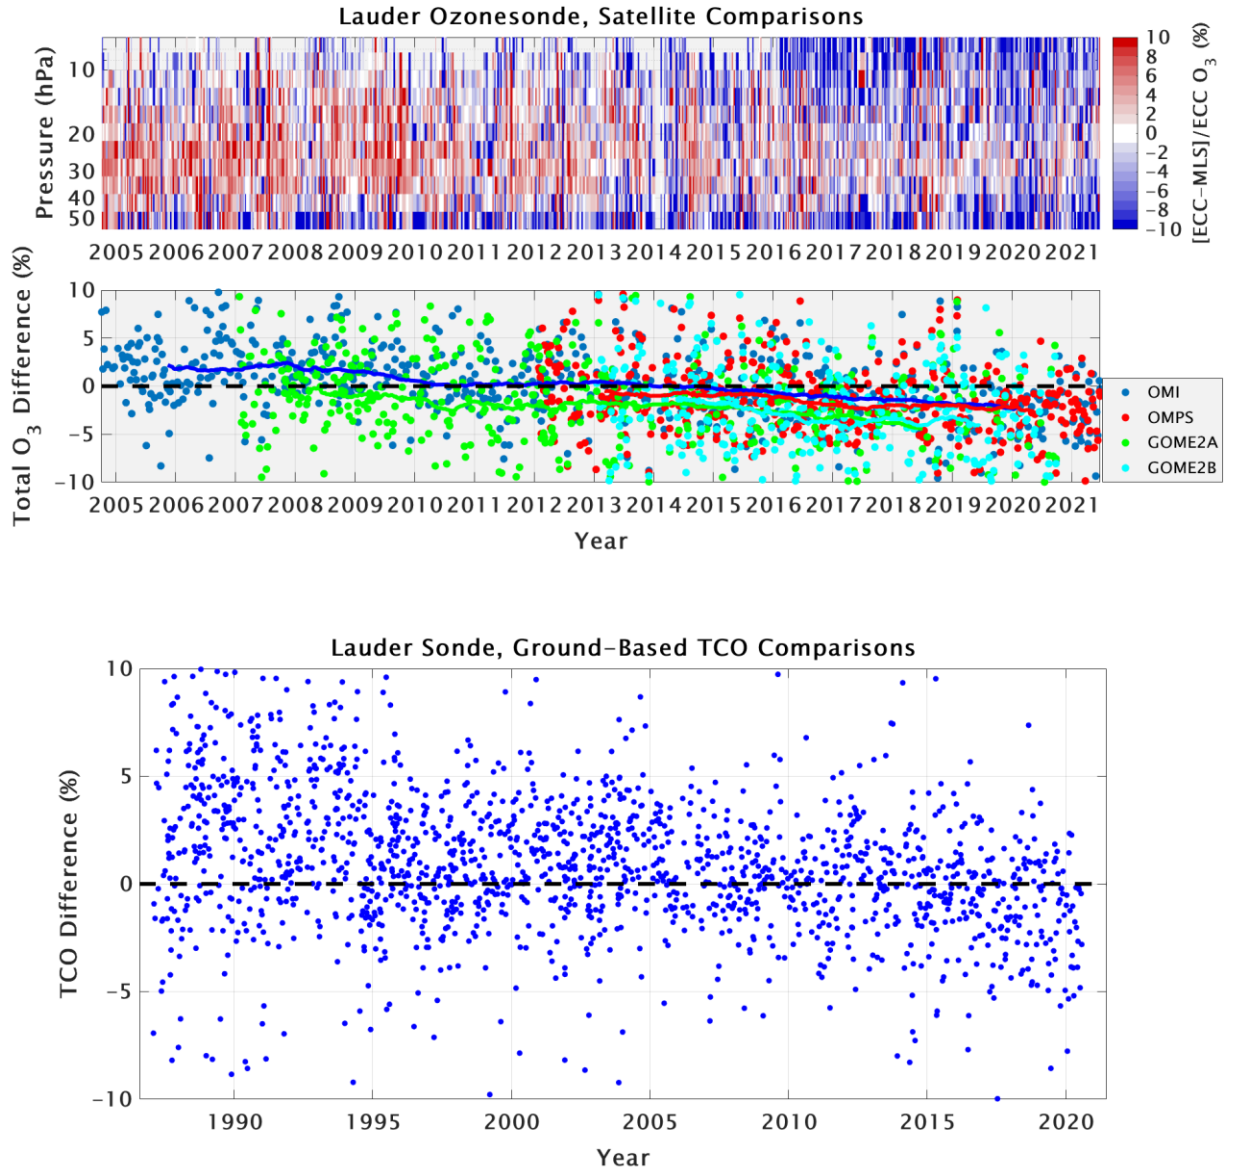 Lauder Ozonesonde, Satellite Comparisons
Pressure (hPa)
10
20
30
40
50
2005 2006 2007 2008 2009 2010 2011 2012 2013 2014 2015 2016 2017 2018 2019 2020 2021
10
8
6
4
2
0
−2
−4
−6
−8
−10
[ECC−MLS]/ECC O3 (%)
Total O3 Difference (%)
10
5
0
−5
−10
2005 2006 2007 2008 2009 2010 2011 2012 2013 2014 2015 2016 2017 2018 2019 2020 2021
Year
OMI
OMPS
GOME2A
GOME2B
Lauder Sonde, Ground−Based TCO Comparisons
TCO Difference (%)
10
5
0
−5
−10
1990 1995 2000 2005 2010 2015 2020
Year